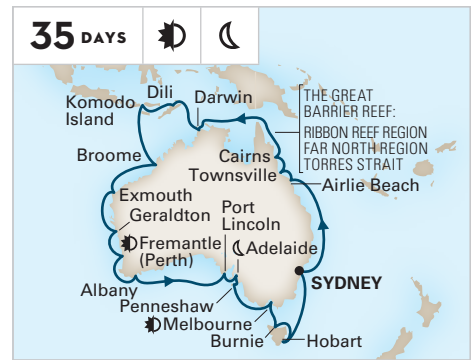 35 DAYS
Komodo
Island
Dili
Darwin
THE GREAT
BARRIER REEF:
RIBBON REEF REGION
FAR NORTH REGION
TORRES STRAIT
Broome
Cairns
Townsville
Airlie Beach
Exmouth
Geraldton
Port
Lincoln
Fremantle
(Perth)
Adelaide
SYDNEY
Albany
Penneshaw
Melbourne
Burnie
Hobart